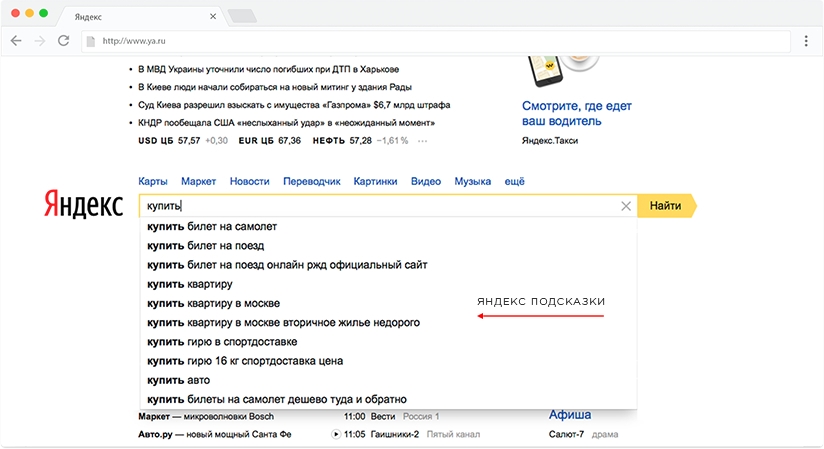 Яндекс
http://www.ya.ru
В МВД Украины уточнили число погибших при ДТП в Харькове
В Киеве люди начали собираться на новый митинг у здания Рады
Суд Киева разрешил взыскать с имущества «Газпрома» $6,7 млрд штрафа
КНДР пообещала США «неслыханный удар» в «неожиданный момент»
USD ЦБ 57,57 +0,30 EUR ЦБ 67,36 НЕФТЬ 57,28 −1,61 % ···
Смотрите, где едет
ваш водитель
Яндекс.Такси
Карты Маркет Новости Переводчик Картинки Видео Музыка ещё
Яндекс купить Найти
купить билет на самолет
купить билет на поезд
купить билет на поезд онлайн ржд официальный сайт
купить квартиру
купить квартиру в москве
купить квартиру в москве вторичное жилье недорого
купить гирю в спортдоставке
купить гирю 16 кг спортдоставка цена
купить авто
купить билеты на самолет дешево туда и обратно
ЯНДЕКС ПОДСКАЗКИ
Маркет — микроволновки Bosch 11:00 Вести Россия 1
Авто.ру — новый мощный Санта Фе 11:05 Гаишники-2 Пятый канал
Афиша
Салют-7 драма